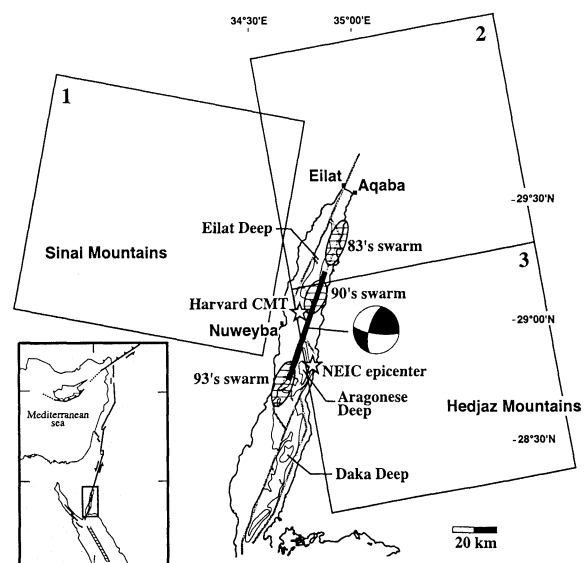 34°30'E
35°00'E
2
1
Eilat
Aqaba
-29°30'N
Eilat Deep
83's swarm
Sinai Mountains
3
90's swarm
Harvard CMT
-29°00'N
Nuweyba
NEIC epicenter
93's swarm
Aragonese
Deep
Hedjaz Mountains
Mediterranean
sea
-28°30'N
Daka Deep
20 km